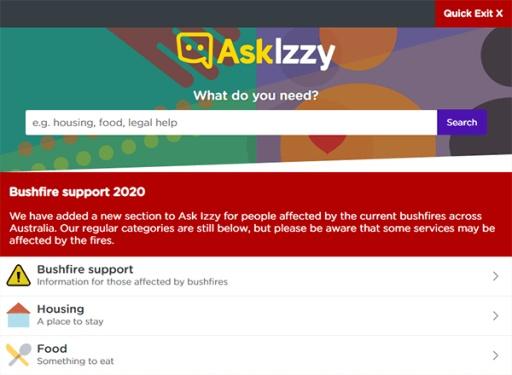 Quick Exit X
AskIzzy
What do you need?
e.g. housing, food, legal help
Search
Bushfire support 2020
We have added a new section to Ask Izzy for people affected by the current bushfires across
Australia. Our regular categories are still below, but please be aware that some services may be
affected by the fires.
Bushfire support
Information for those affected by bushfires
Housing
A place to stay
Food
Something to eat